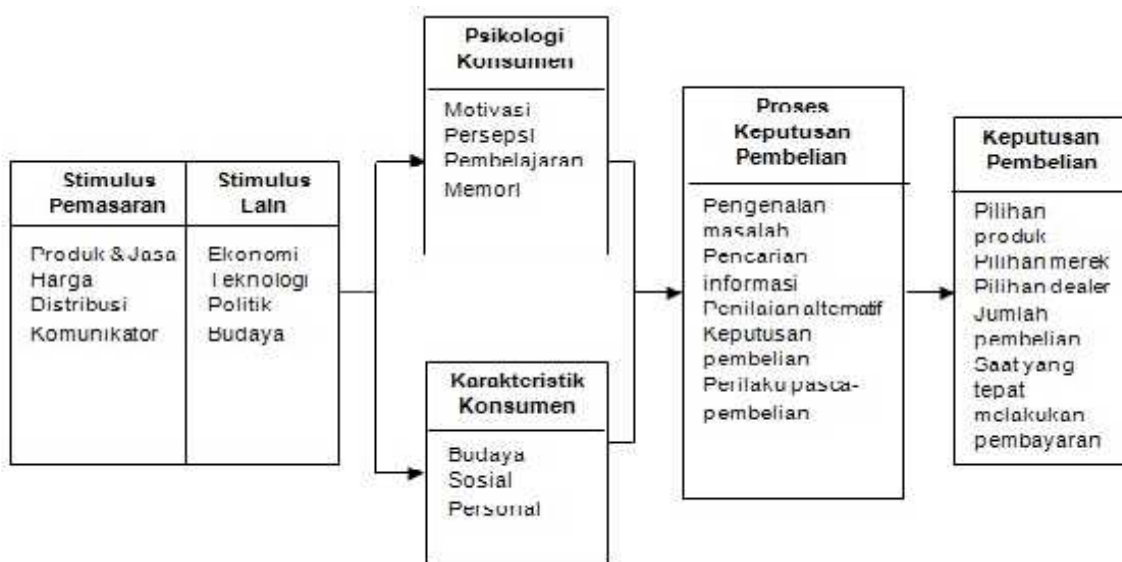 Stimulus
Pemasaran
Produk & Jasa
Harga
Distribusi
Komunikator
Stimulus
Lain
Ekonomi
Teknologi
Politik
Budaya
Psikologi
Konsumen
Motivasi
Persepsi
Pembelajaran
Memori
Karakteristik
Konsumen
Budaya
Sosial
Personal
Proses
Keputusan
Pembelian
Pengenalan
masalah
Pencarian
informasi
Penilaian alternatif
Keputusan
pembelian
Perilaku pasca-
pembelian
Keputusan
Pembelian
Pilihan
produk
Pilihan merek
Pilihan dealer
Jumlah
pembelian
Saat yang
tepat
melakukan
pembayaran